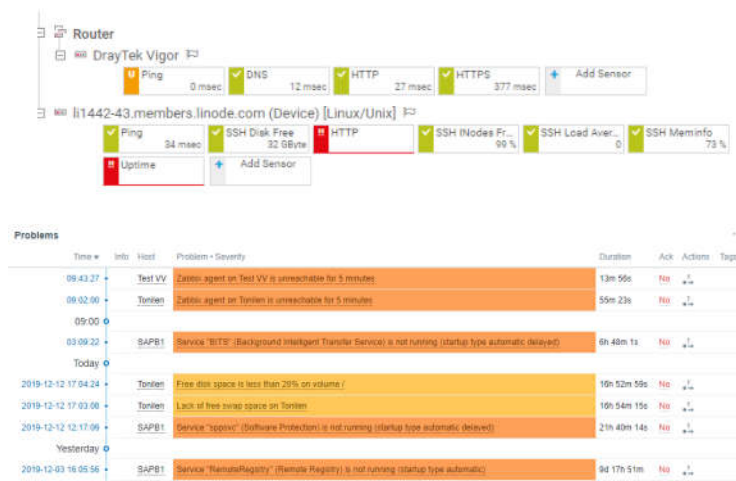 Router
DrayTek Vigor
Ping 0 msec
DNS 12 msec
HTTP 27 msec
HTTPS 377 msec
+ Add Sensor
li1442-43.members.linode.com (Device) [Linux/Unix]
Ping 34 msec
SSH Disk Free 32 GByte
!! HTTP
SSH INodes Fr... 99 %
SSH Load Aver... 0
SSH Meminfo 73 %
!! Uptime
+ Add Sensor
Problems
Time Info Host Problem • Severity Duration Ack Actions Tags
09:43:27 Test VV Zabbix agent on Test VV is unreachable for 5 minutes 13m 56s No
09:02:00 Tonlien Zabbix agent on Tonlien is unreachable for 5 minutes 55m 23s No
09:00
03:09:22 SAPB1 Service "BITS" (Background Intelligent Transfer Service) is not running (startup type automatic delayed) 6h 48m 1s No
Today
2019-12-12 17:04:24 Tonlien Free disk space is less than 20% on volume / 16h 52m 59s No
2019-12-12 17:03:08 Tonlien Lack of free swap space on Tonlien 16h 54m 15s No
2019-12-12 12:17:09 SAPB1 Service "sppsvc" (Software Protection) is not running (startup type automatic delayed) 21h 40m 14s No
Yesterday
2019-12-03 16:05:56 SAPB1 Service "RemoteRegistry" (Remote Registry) is not running (startup type automatic) 9d 17h 51m No